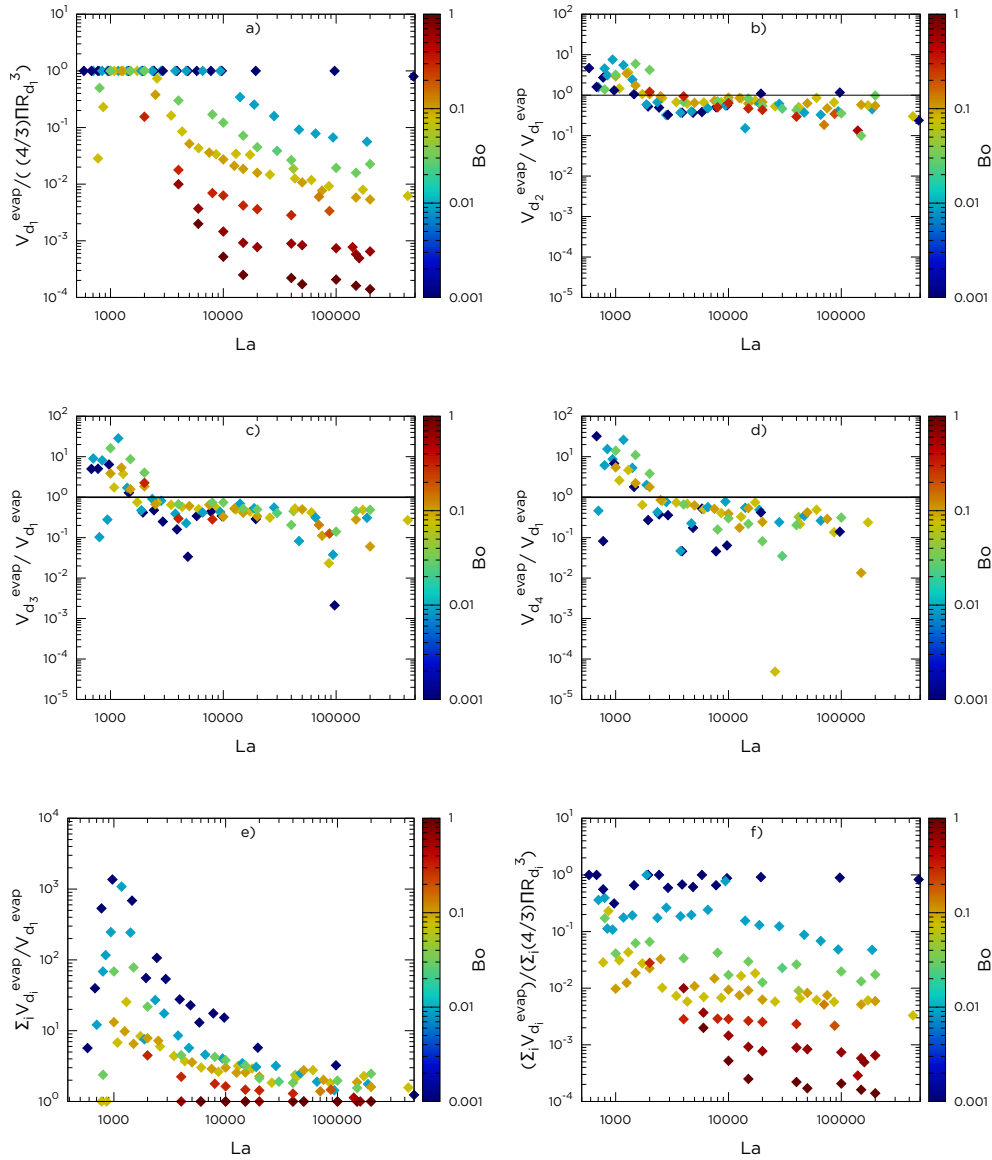 a)
V_{d_1}^{evap}/( (4/3)ΠR_{d_1}^3)
10^1
10^0
10^{-1}
10^{-2}
10^{-3}
10^{-4}
1000 10000 100000
La
1
0.1
0.01
0.001
Bo
b)
V_{d_2}^{evap}/ V_{d_1}^{evap}
10^2
10^1
10^0
10^{-1}
10^{-2}
10^{-3}
10^{-4}
10^{-5}
1000 10000 100000
La
1
0.1
0.01
0.001
Bo
c)
V_{d_3}^{evap}/ V_{d_1}^{evap}
10^2
10^1
10^0
10^{-1}
10^{-2}
10^{-3}
10^{-4}
10^{-5}
1000 10000 100000
La
1
0.1
0.01
0.001
Bo
d)
V_{d_4}^{evap}/ V_{d_1}^{evap}
10^2
10^1
10^0
10^{-1}
10^{-2}
10^{-3}
10^{-4}
10^{-5}
1000 10000 100000
La
1
0.1
0.01
0.001
Bo
e)
Σ_i V_{d_i}^{evap}/V_{d_1}^{evap}
10^4
10^3
10^2
10^1
10^0
1000 10000 100000
La
1
0.1
0.01
0.001
Bo
f)
(Σ_i V_{d_i}^{evap})/(Σ_i(4/3)ΠR_{d_i}^3)
10^1
10^0
10^{-1}
10^{-2}
10^{-3}
10^{-4}
1000 10000 100000
La
1
0.1
0.01
0.001
Bo